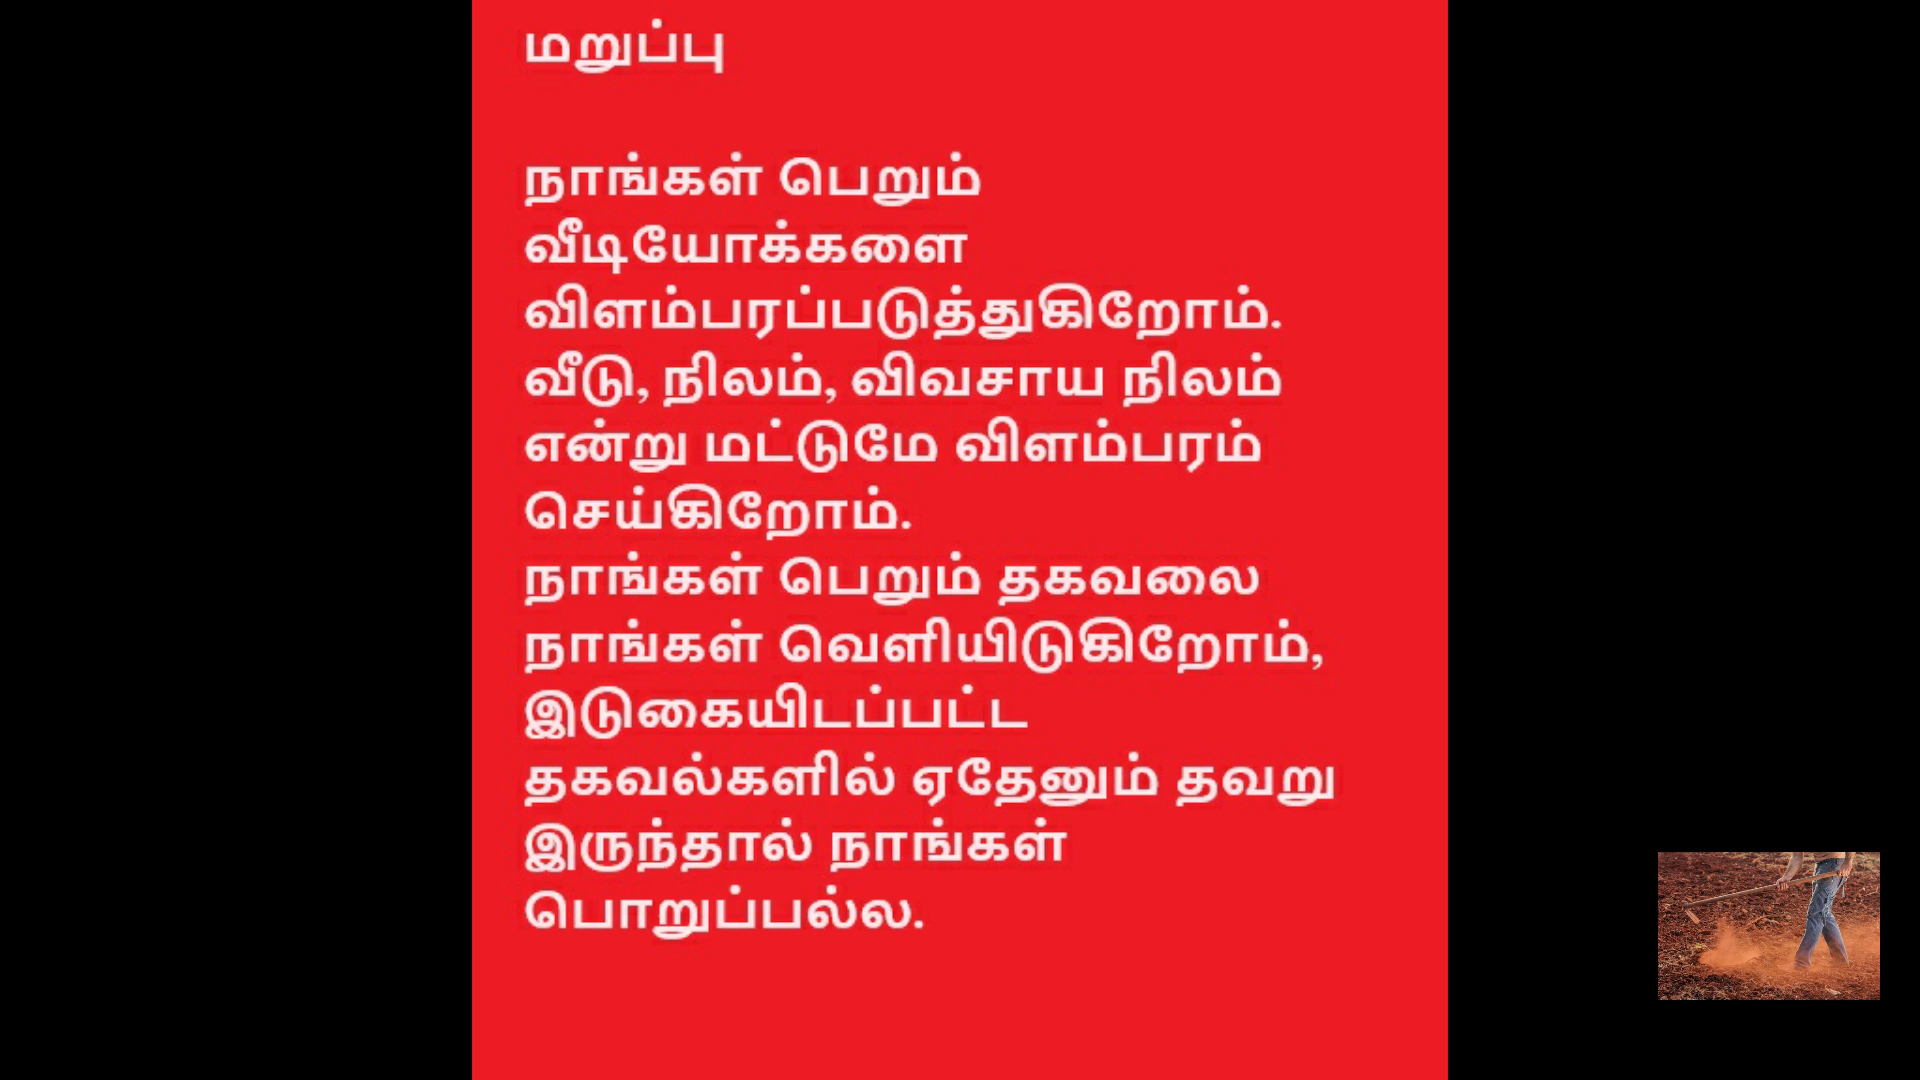 மறுப்பு
நாங்கள் பெறும்
வீடியோக்களை
விளம்பரப்படுத்துகிறோம்.
வீடு, நிலம், விவசாய நிலம்
என்று மட்டுமே விளம்பரம்
செய்கிறோம்.
நாங்கள் பெறும் தகவலை
நாங்கள் வெளியிடுகிறோம்,
இடுகையிடப்பட்ட
தகவல்களில் ஏதேனும் தவறு
இருந்தால் நாங்கள்
பொறுப்பல்ல.